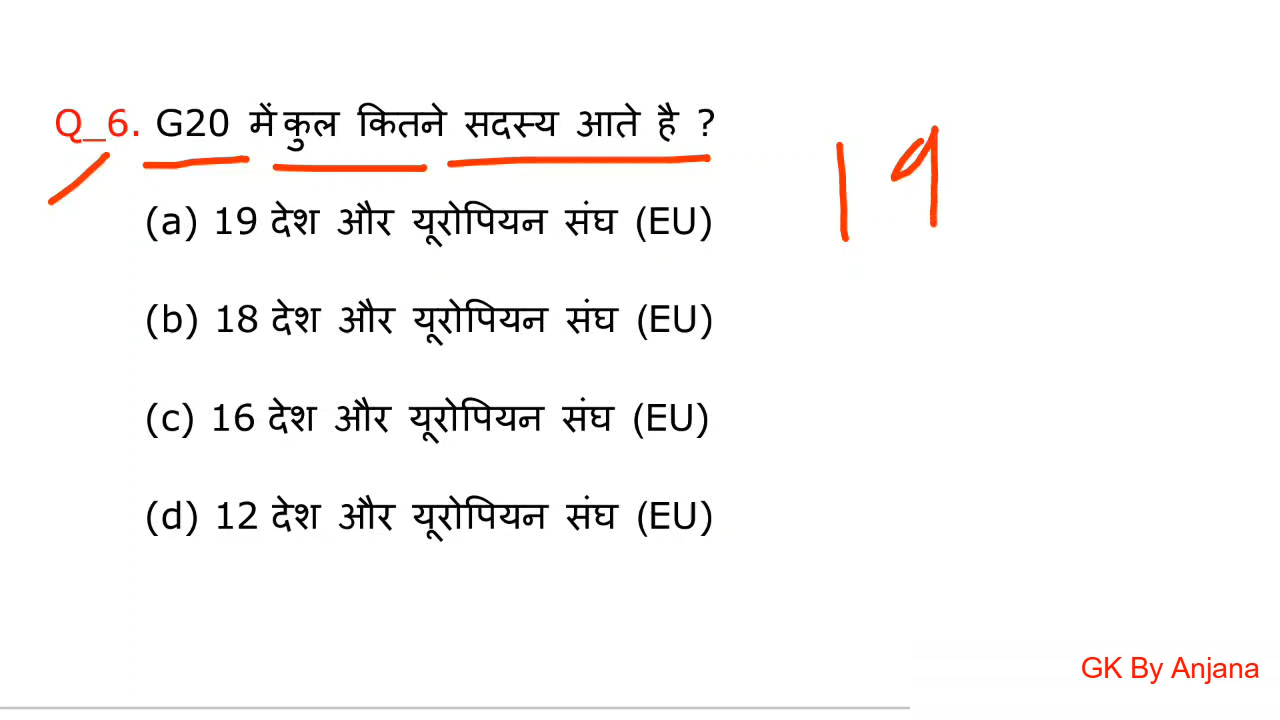 Q_6. G20 में कुल कितने सदस्य आते है ?
19
(a) 19 देश और यूरोपियन संघ (EU)
(b) 18 देश और यूरोपियन संघ (EU)
(c) 16 देश और यूरोपियन संघ (EU)
(d) 12 देश और यूरोपियन संघ (EU)
GK By Anjana